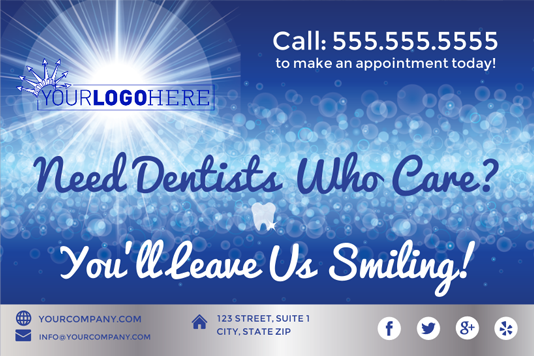 Call: 555.555.5555
to make an appointment today!
YOURLOGOHERE
Need Dentists Who Care?
You'll Leave Us Smiling!
YOURCOMPANY.COM
INFO@YOURCOMPANY.COM
123 STREET, SUITE 1
CITY, STATE ZIP
f
g+